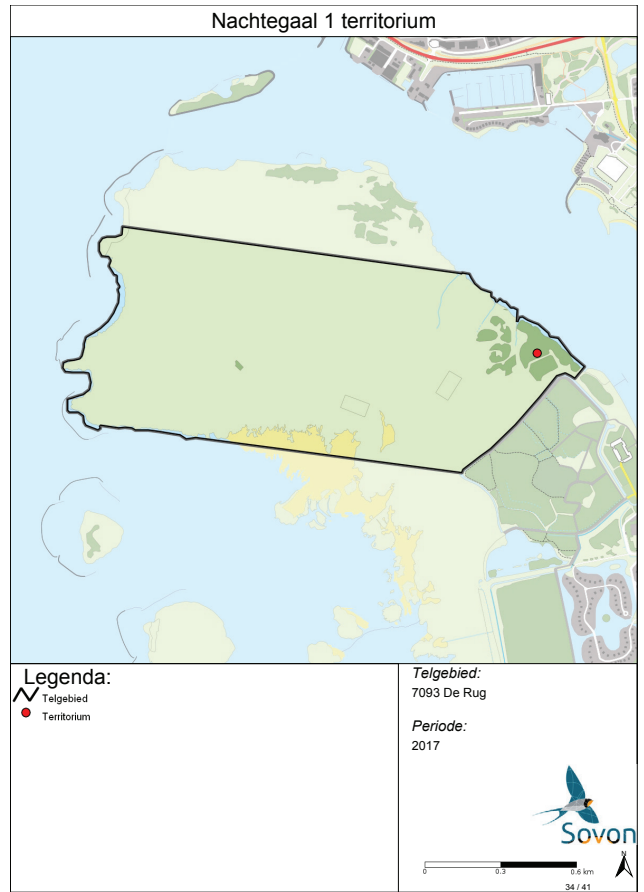 Nachtegaal 1 territorium
Legenda:
Telgebied
Territorium
Telgebied:
7093 De Rug
Periode:
2017
Sovon
N
0 0.3 0.6 km
34 / 41